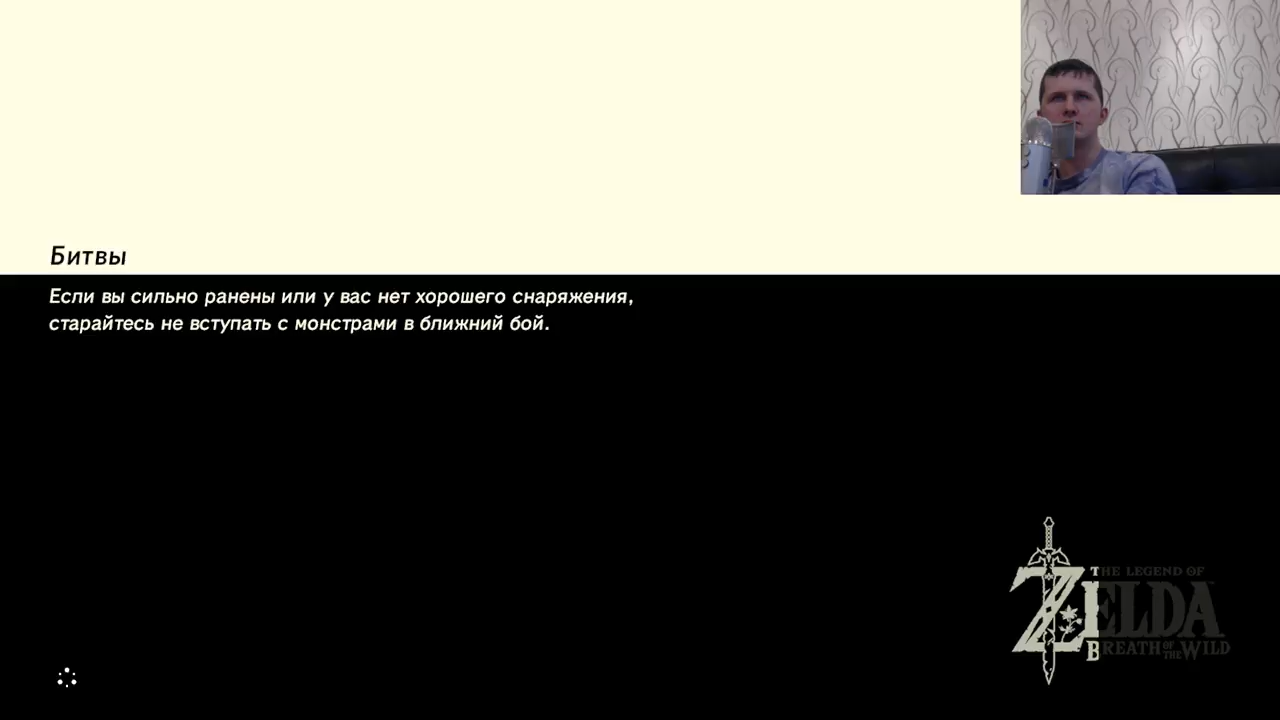 Битвы
Если вы сильно ранены или у вас нет хорошего снаряжения,
старайтесь не вступать с монстрами в ближний бой.
THE LEGEND OF
ZELDA
BREATH OF THE WILD